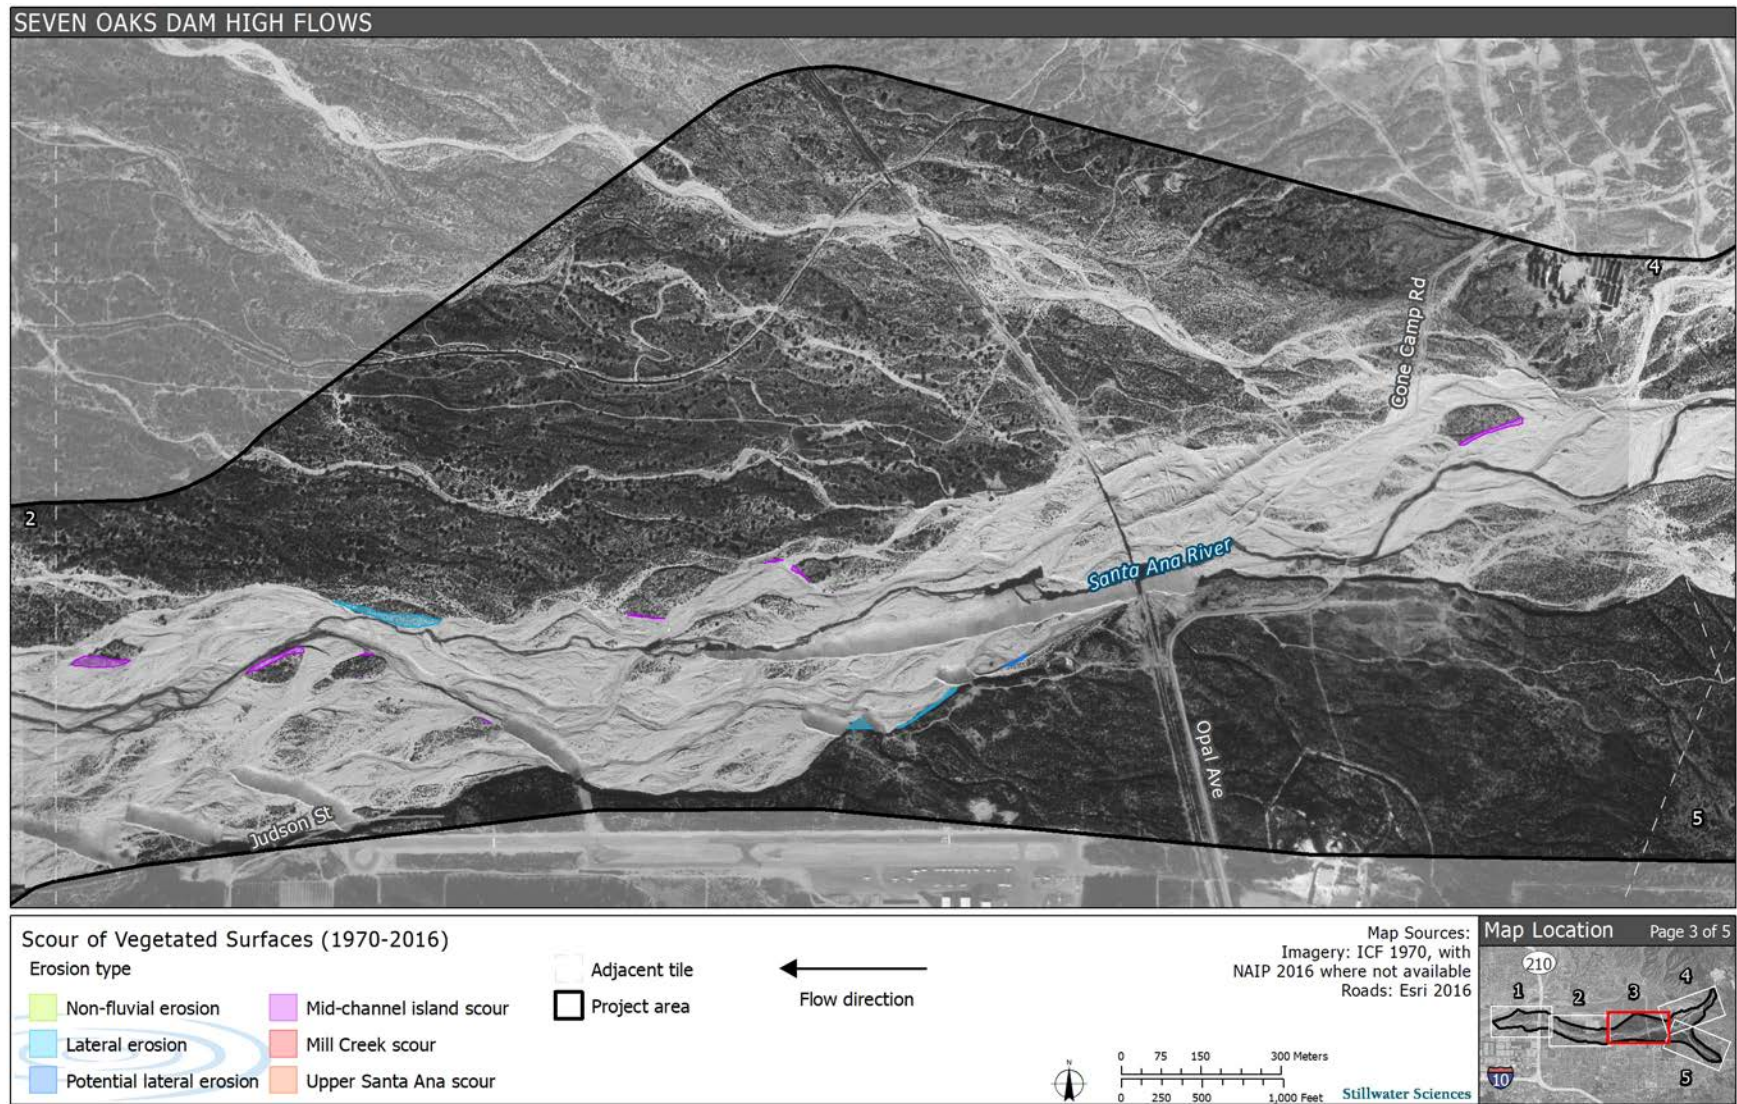 SEVEN OAKS DAM HIGH FLOWS
4
Cone Camp Rd
2
Santa Ana River
Opal Ave
Judson St
5
Scour of Vegetated Surfaces (1970-2016)
Erosion type
Non-fluvial erosion
Lateral erosion
Potential lateral erosion
Mid-channel island scour
Mill Creek scour
Upper Santa Ana scour
Adjacent tile
Project area
Flow direction
Map Sources:
Imagery: ICF 1970, with
NAIP 2016 where not available
Roads: Esri 2016
N
0 75 150 300 Meters
0 250 500 1,000 Feet
Stillwater Sciences
Map Location Page 3 of 5
210
1
2
3
4
5
10